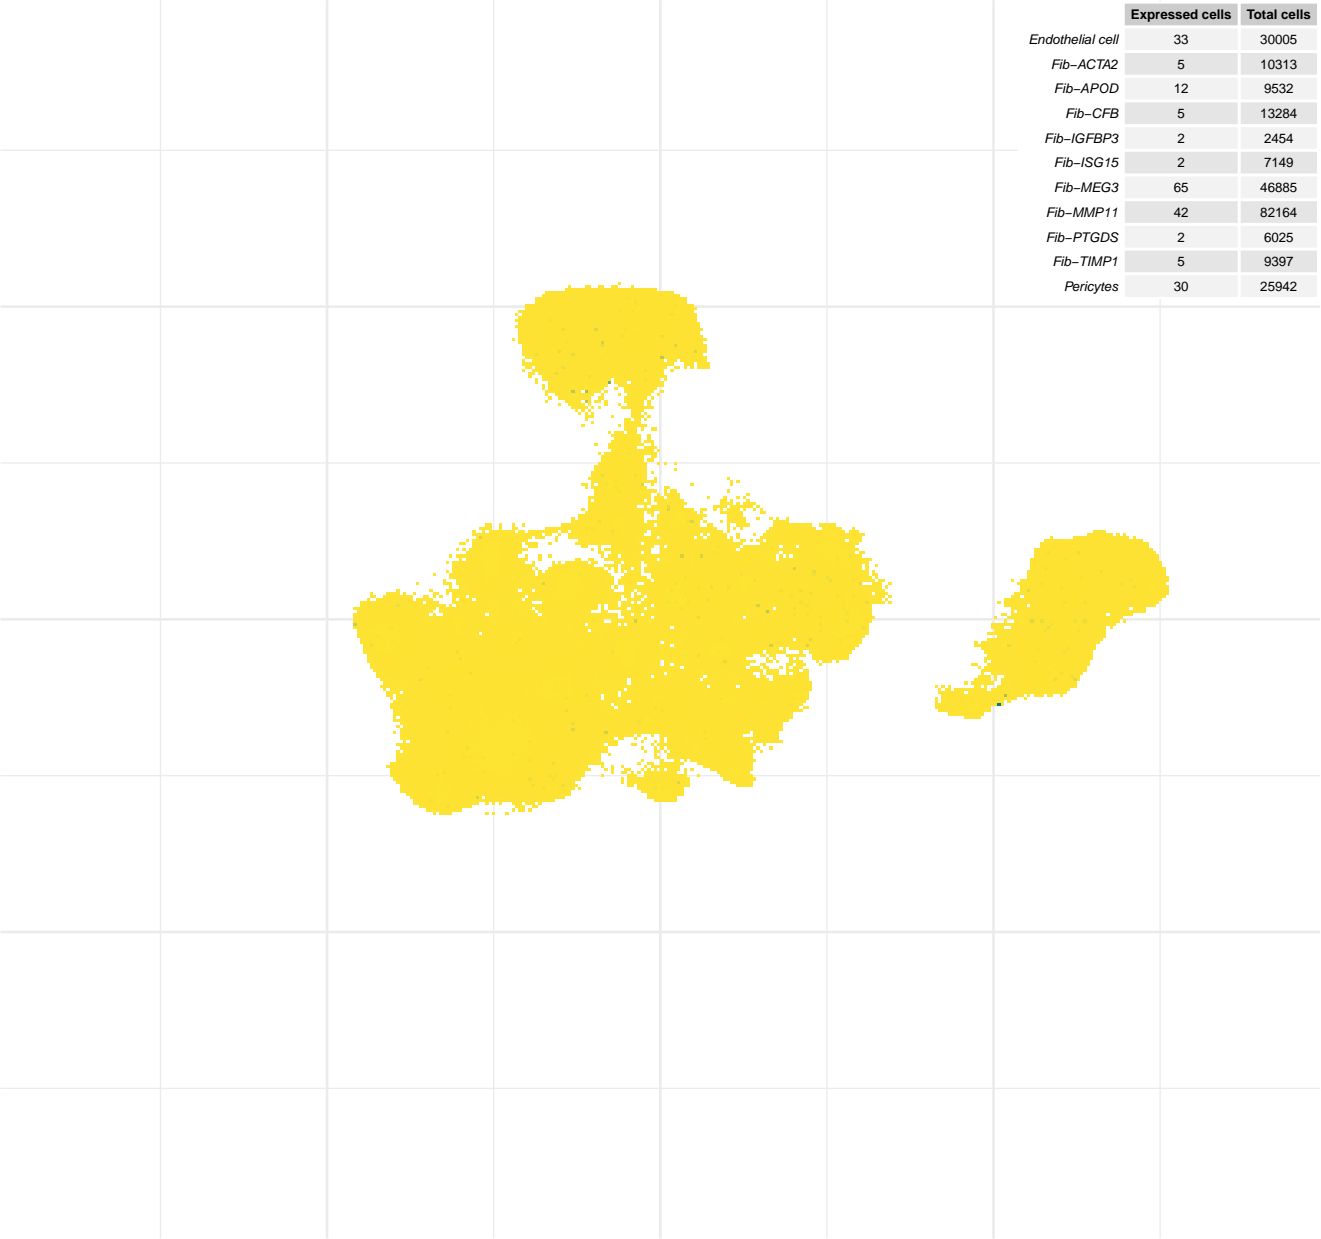 Expressed cells Total cells
Endothelial cell 33 30005
Fib−ACTA2 5 10313
Fib−APOD 12 9532
Fib−CFB 5 13284
Fib−IGFBP3 2 2454
Fib−ISG15 2 7149
Fib−MEG3 65 46885
Fib−MMP11 42 82164
Fib−PTGDS 2 6025
Fib−TIMP1 5 9397
Pericytes 30 25942